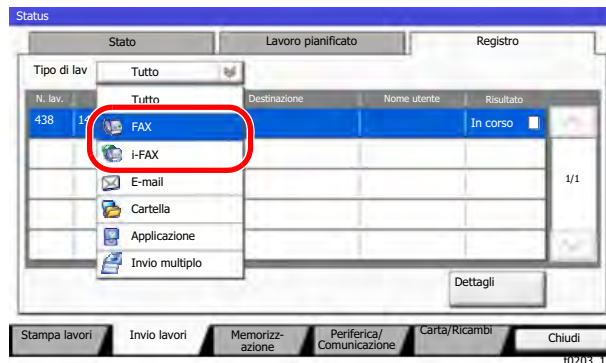 Status
Stato Lavoro pianificato Registro
Tipo di lav Tutto
N. lav. Destinazione Nome utente Risultato
Tutto
438 14 In corso
FAX
i-FAX
E-mail 1/1
Cartella
Applicazione
Invio multiplo
Dettagli
Stampa lavori Invio lavori Memorizz-
azione Periferica/
Comunicazione Carta/Ricambi Chiudi
f0203_1